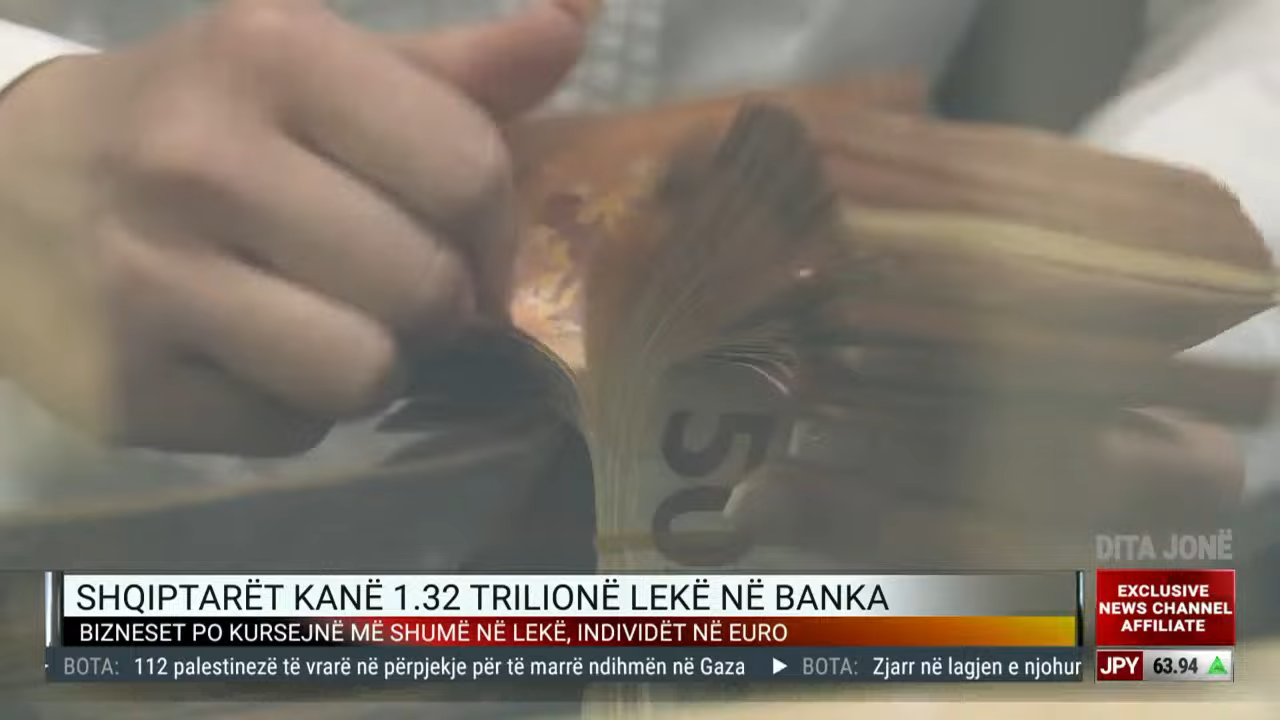 50
DITA JONË
SHQIPTARËT KANË 1.32 TRILIONË LEKË NË BANKA
BIZNESET PO KURSEJNË MË SHUMË NË LEKË, INDIVIDËT NË EURO
EXCLUSIVE
NEWS CHANNEL
AFFILIATE
BOTA: 112 palestinezë të vrarë në përpjekje për të marrë ndihmën në Gaza ▶ BOTA: Zjarr në lagjen e njohur
JPY 63.94